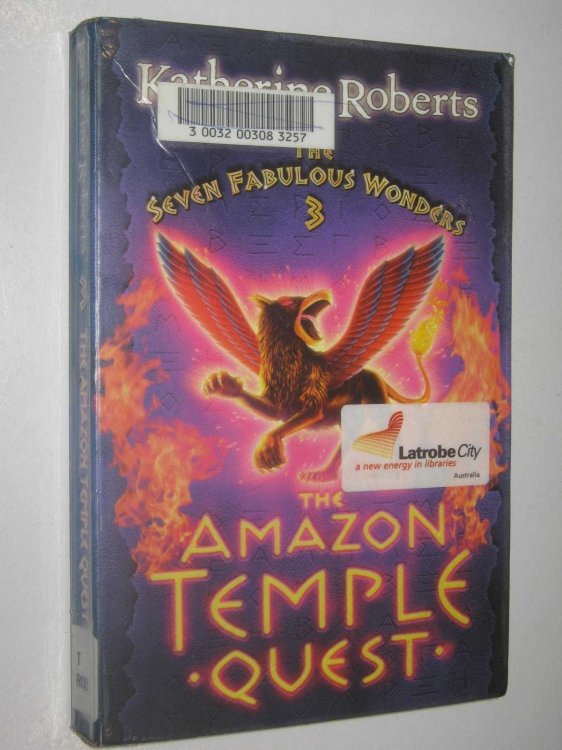 Katherine Roberts
3 0032 00308 3257
THE
SEVEN FABULOUS WONDERS
3
Latrobe City
a new energy in libraries
Australia
THE
AMAZON
TEMPLE
·QUEST·
THE AMAZON TEMPLE QUEST
T
ROB